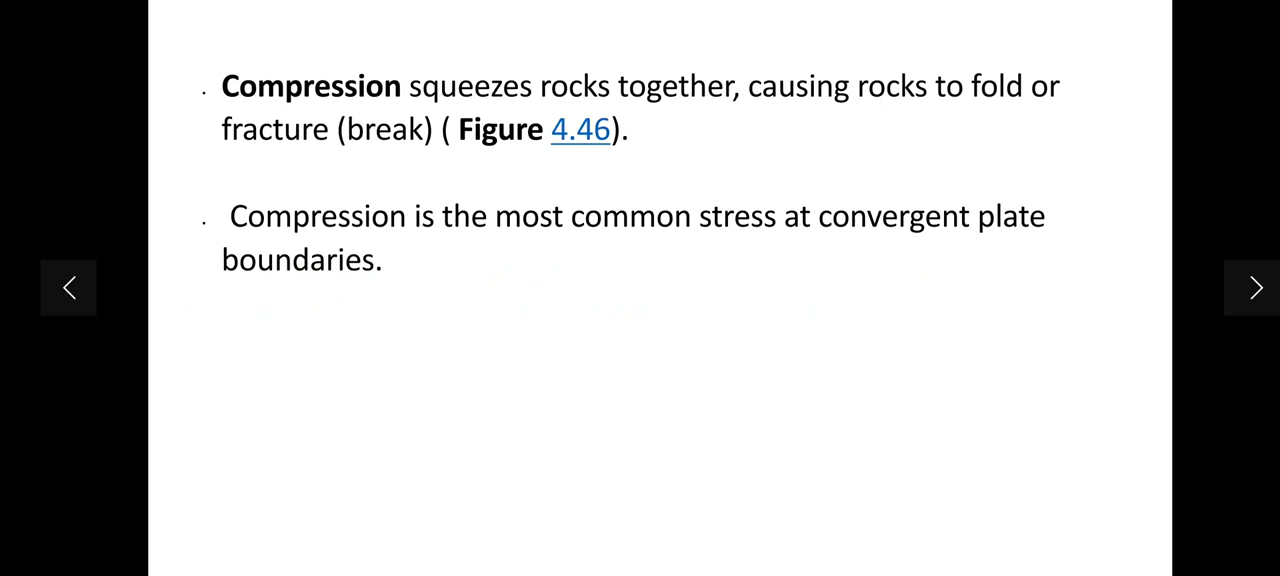 . Compression squeezes rocks together, causing rocks to fold or
fracture (break) ( Figure 4.46).
. Compression is the most common stress at convergent plate
boundaries.